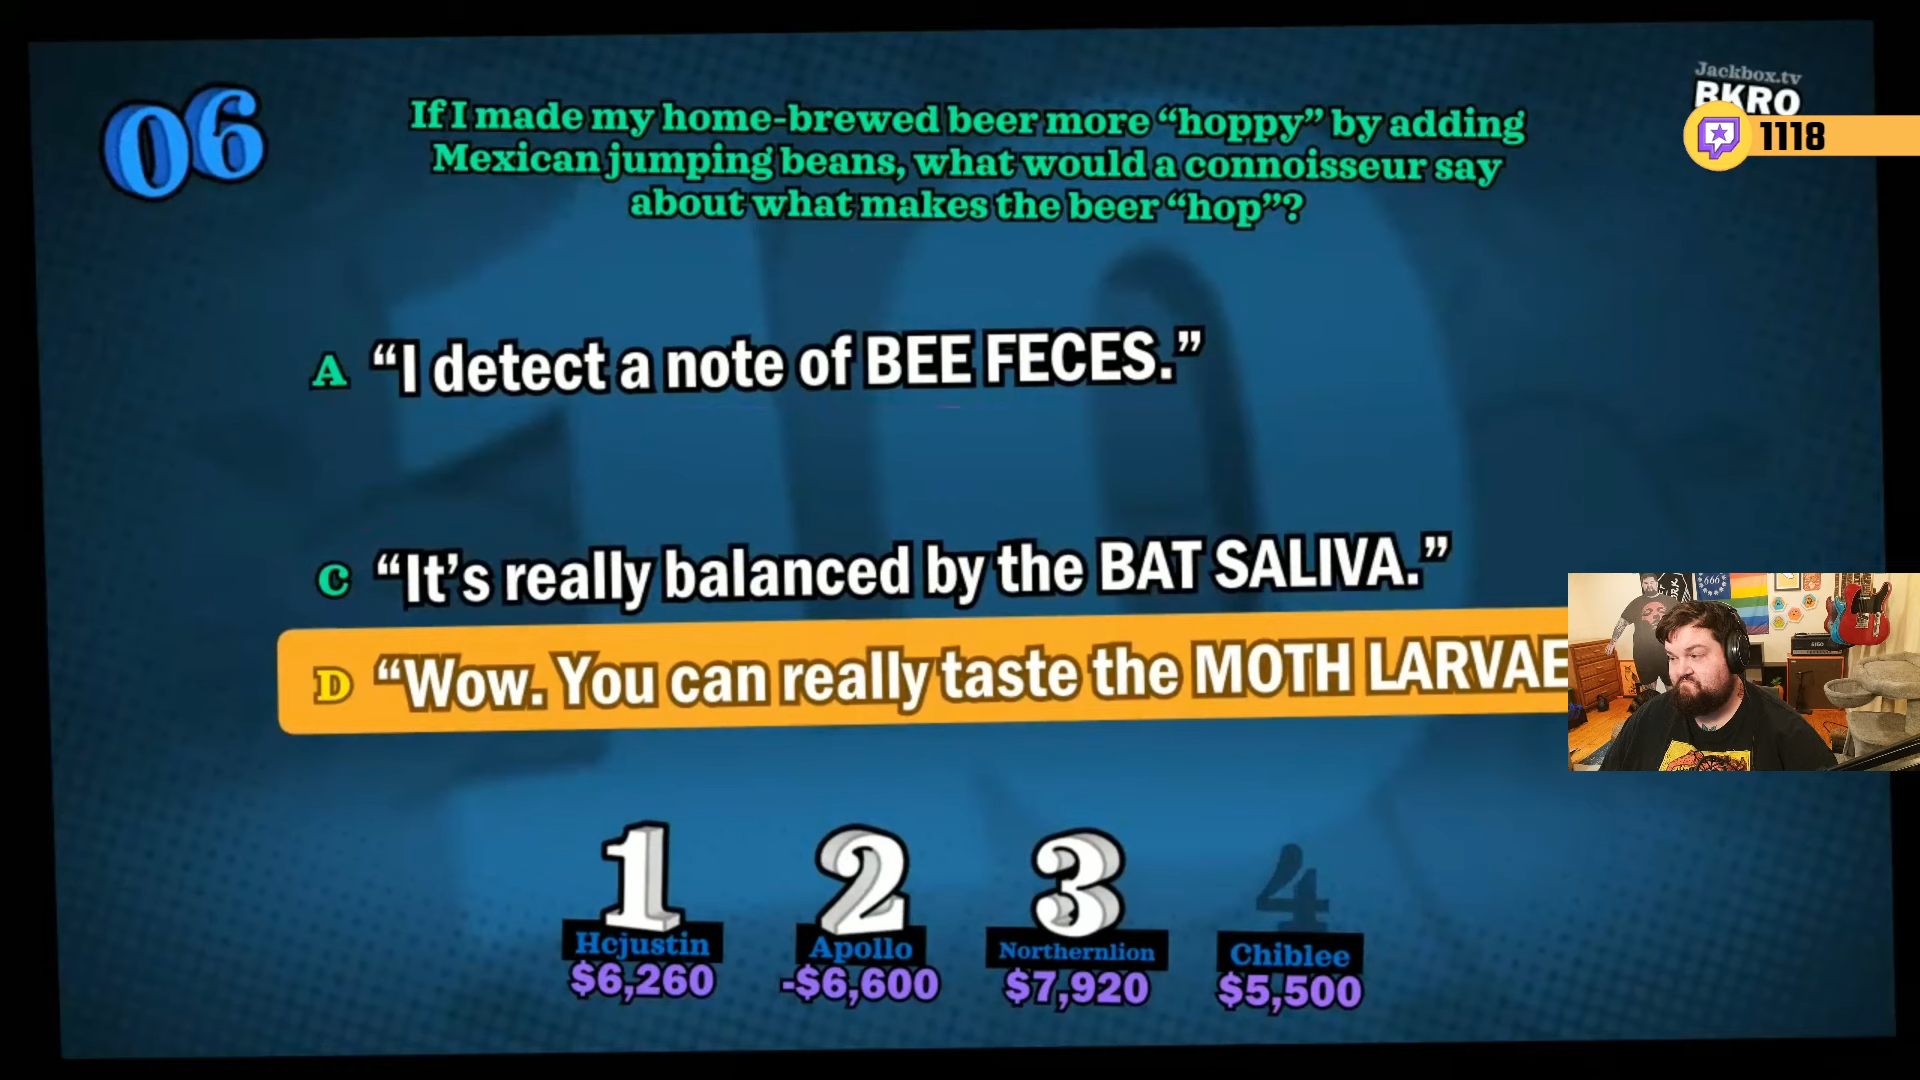 06
If I made my home-brewed beer more “hoppy” by adding
Mexican jumping beans, what would a connoisseur say
about what makes the beer “hop”?
Jackbox.tv
BKRO
1118
A “I detect a note of BEE FECES.”
C “It’s really balanced by the BAT SALIVA.”
D “Wow. You can really taste the MOTH LARVAE
666
1 2 3 4
Hcjustin Apollo Northernlion Chiblee
$6,260 -$6,600 $7,920 $5,500